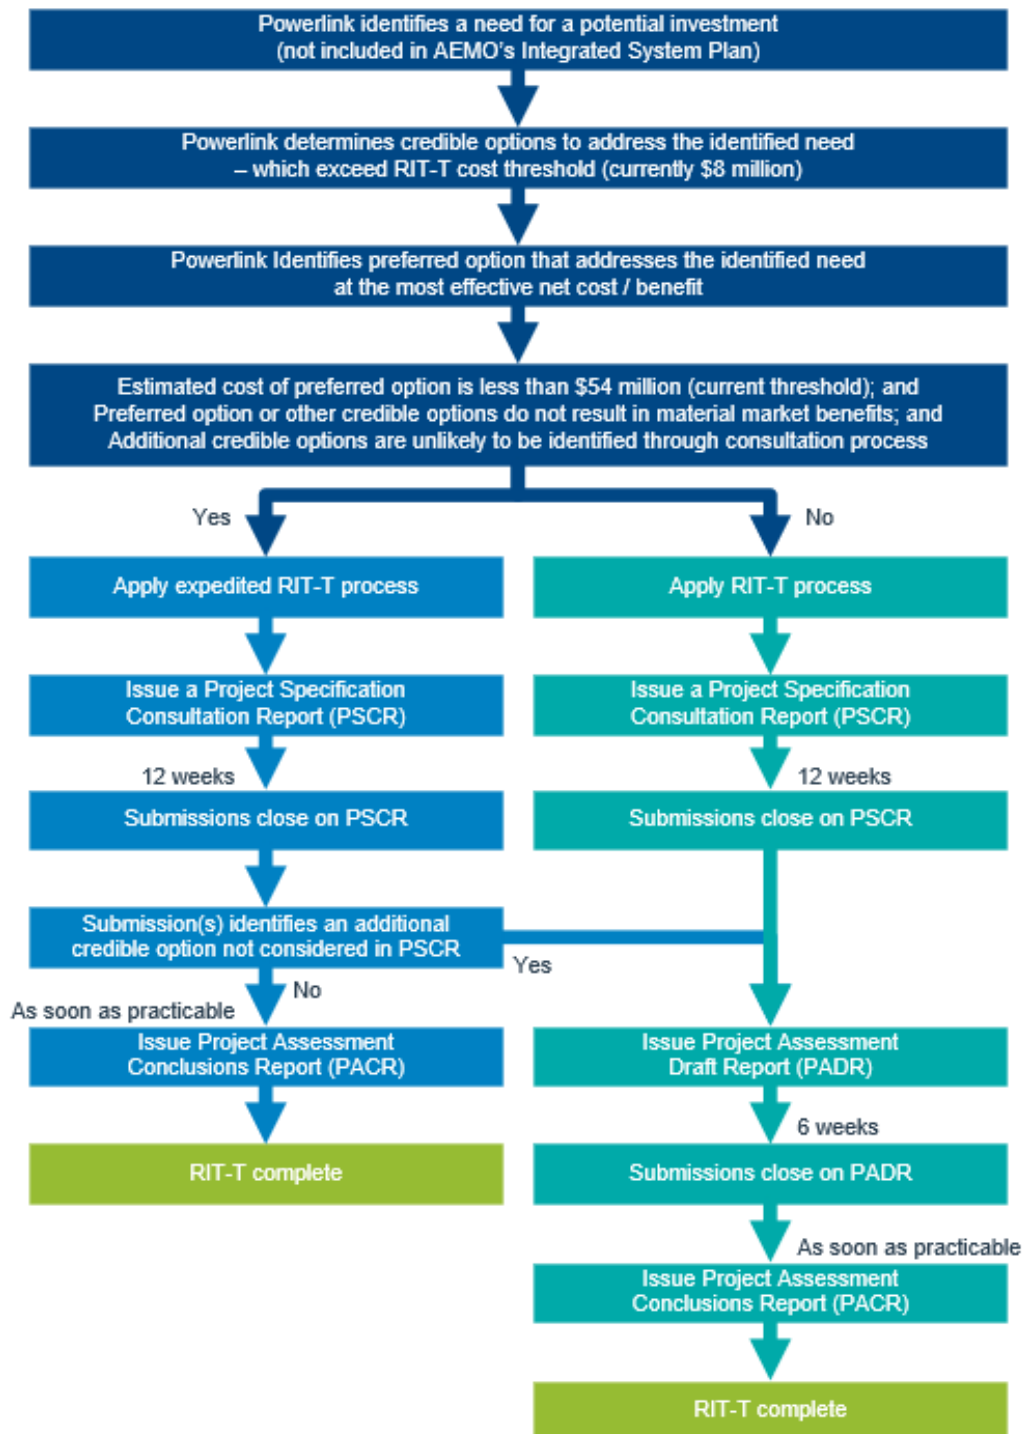 Powerlink identifies a need for a potential investment
(not included in AEMO's Integrated System Plan)
Powerlink determines credible options to address the identified need
– which exceed RIT-T cost threshold (currently $8 million)
Powerlink Identifies preferred option that addresses the identified need
at the most effective net cost / benefit
Estimated cost of preferred option is less than $54 million (current threshold); and
Preferred option or other credible options do not result in material market benefits; and
Additional credible options are unlikely to be identified through consultation process
Yes
No
Apply expedited RIT-T process
Apply RIT-T process
Issue a Project Specification
Consultation Report (PSCR)
Issue a Project Specification
Consultation Report (PSCR)
12 weeks
12 weeks
Submissions close on PSCR
Submissions close on PSCR
Submission(s) identifies an additional
credible option not considered in PSCR
Yes
No
As soon as practicable
Issue Project Assessment
Conclusions Report (PACR)
Issue Project Assessment
Draft Report (PADR)
6 weeks
RIT-T complete
Submissions close on PADR
As soon as practicable
Issue Project Assessment
Conclusions Report (PACR)
RIT-T complete